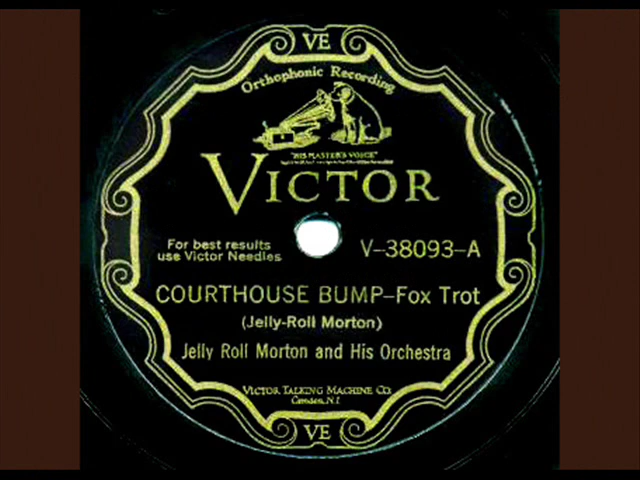 VE
Orthophonic Recording
"HIS MASTER'S VOICE"
VICTOR
For best results
use Victor Needles
V-38093-A
COURTHOUSE BUMP-Fox Trot
(Jelly-Roll Morton)
Jelly Roll Morton and His Orchestra
VICTOR TALKING MACHINE CO.
Camden, N.J.
VE